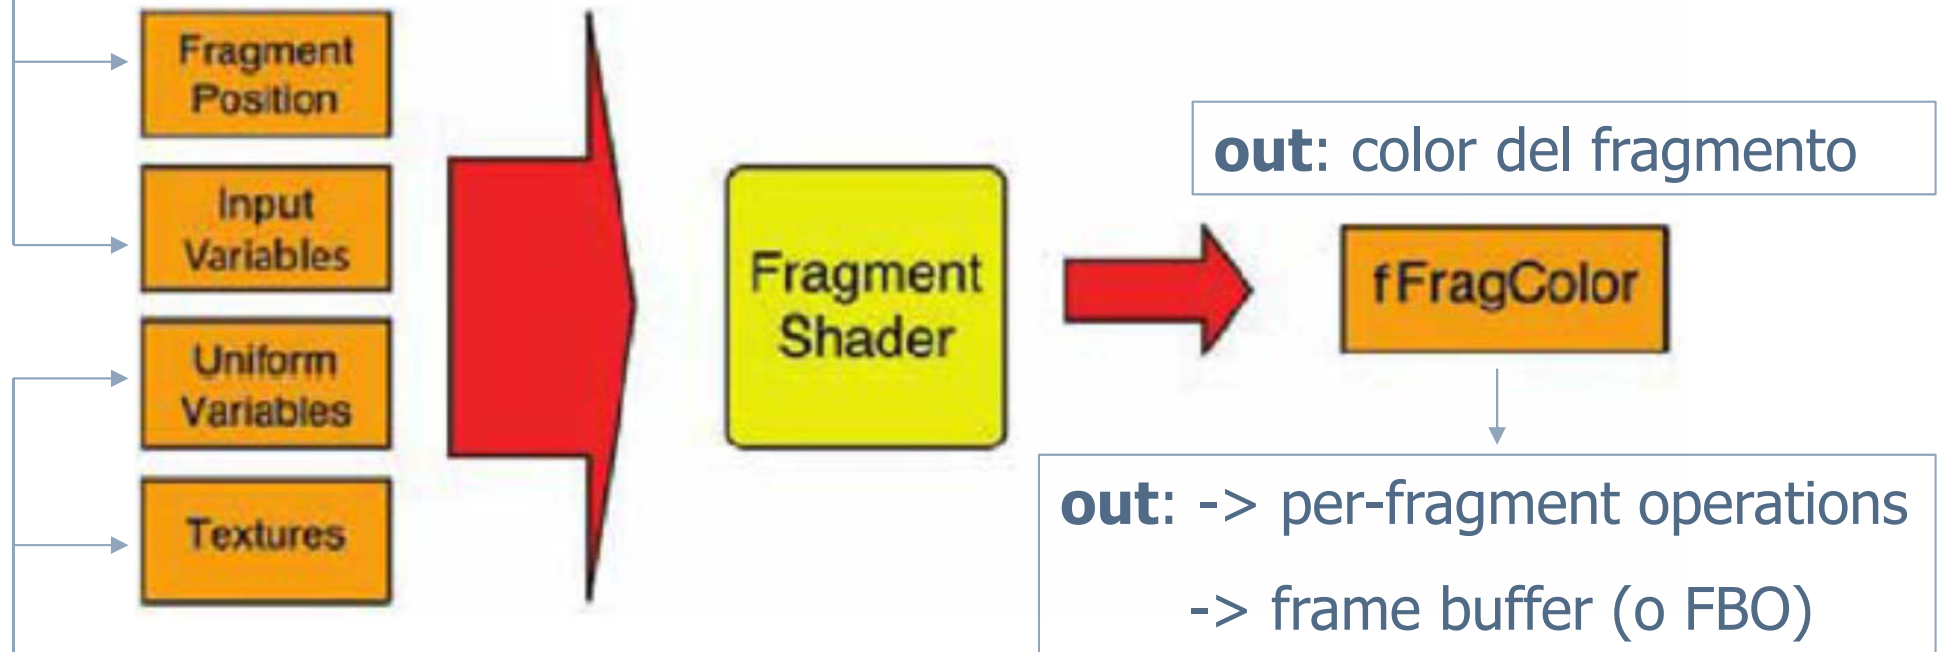 Fragment
Position
Input
Variables
Uniform
Variables
Textures
Fragment
Shader
out: color del fragmento
fFragColor
out: -> per-fragment operations
-> frame buffer (o FBO)